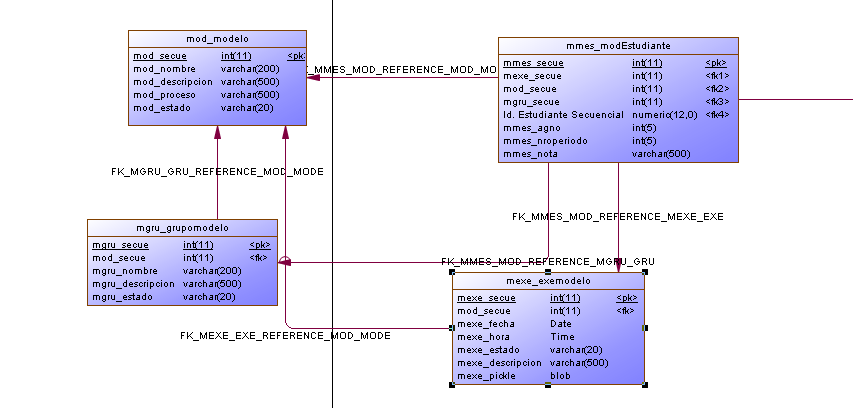 mod_modelo
mod_secue int(11) <pk>
mod_nombre varchar(200)
mod_descripcion varchar(500)
mod_proceso varchar(500)
mod_estado varchar(20)
MMES_MOD_REFERENCE_MOD_MO
mmes_modEstudiante
mmes_secue int(11) <pk>
mexe_secue int(11) <fk1>
mod_secue int(11) <fk2>
mgru_secue int(11) <fk3>
Id. Estudiante Secuencial numeric(12,0) <fk4>
mmes_agno int(5)
mmes_nroperiodo int(5)
mmes_nota varchar(500)
FK_MGRU_GRU_REFERENCE_MOD_MODE
FK_MMES_MOD_REFERENCE_MEXE_EXE
mgru_grupomodelo
mgru_secue int(11) <pk>
mod_secue int(11) <fk>
mgru_nombre varchar(200)
mgru_descripcion varchar(500)
mgru_estado varchar(20)
FK_MMES_MOD_REFERENCE_MGRU_GRU
mexe_exemodelo
mexe_secue int(11) <pk>
mod_secue int(11) <fk>
mexe_fecha Date
mexe_hora Time
mexe_estado varchar(20)
mexe_descripcion varchar(500)
mexe_pickle blob
FK_MEXE_EXE_REFERENCE_MOD_MODE